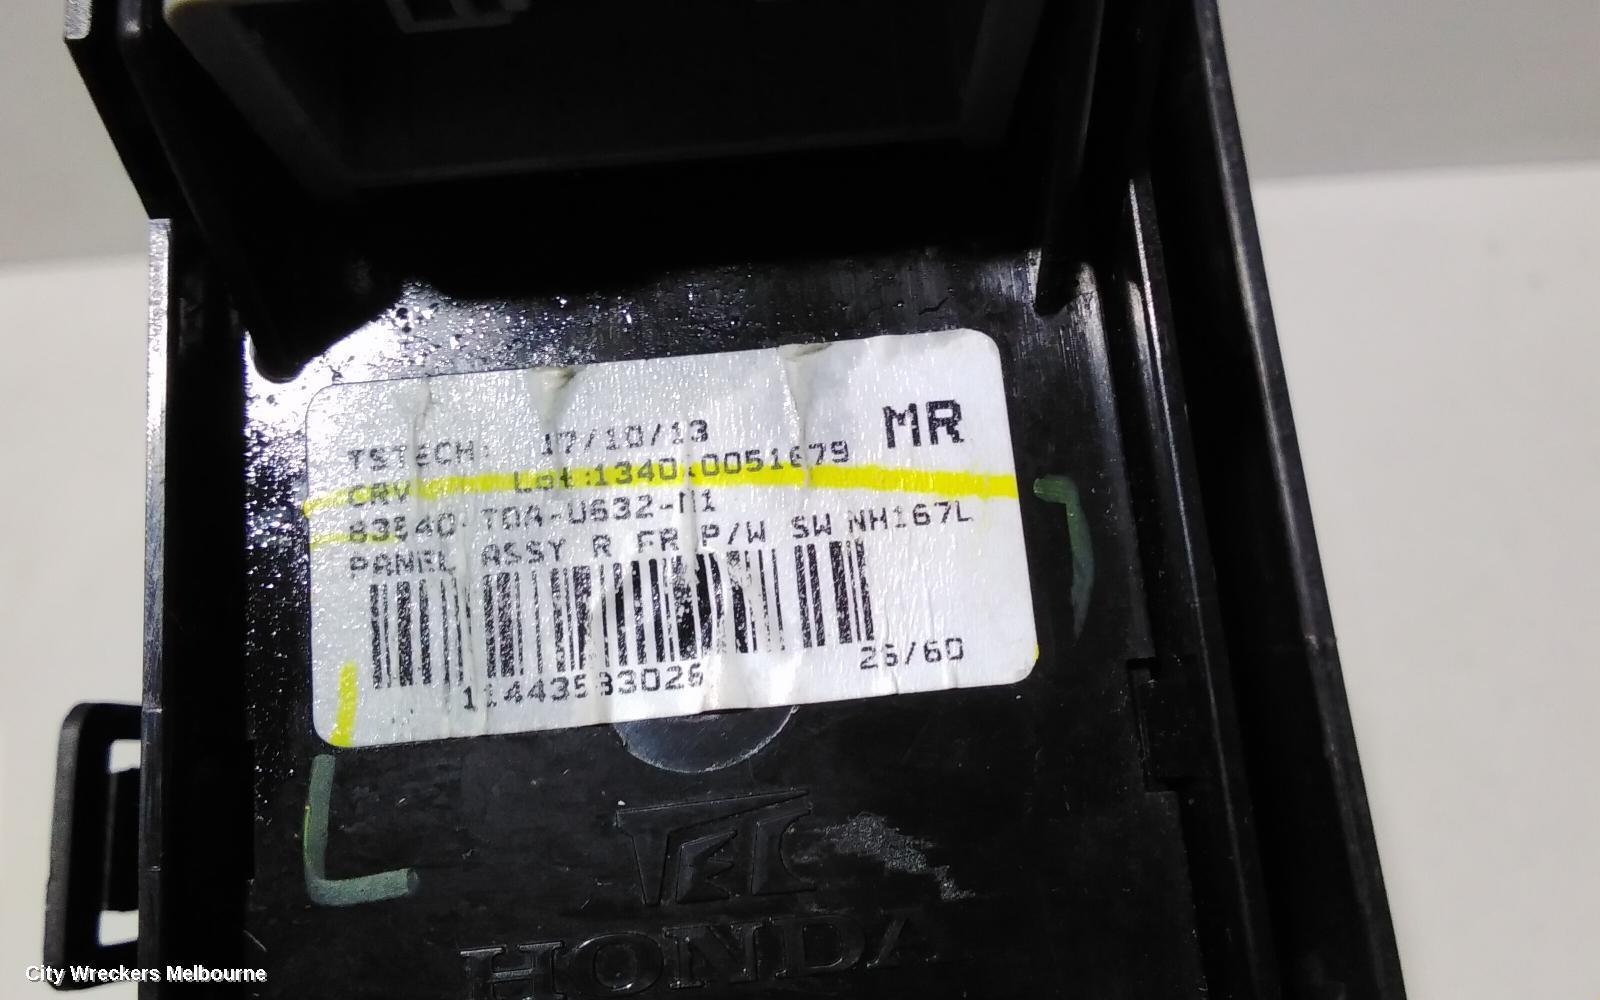 TSTECH: 17/10/13 MR
CRV Lot:1340.0051679
83540-T0A-U632-M1
PANEL ASSY R FR P/W SW NH167L
26/60
HONDA
City Wreckers Melbourne